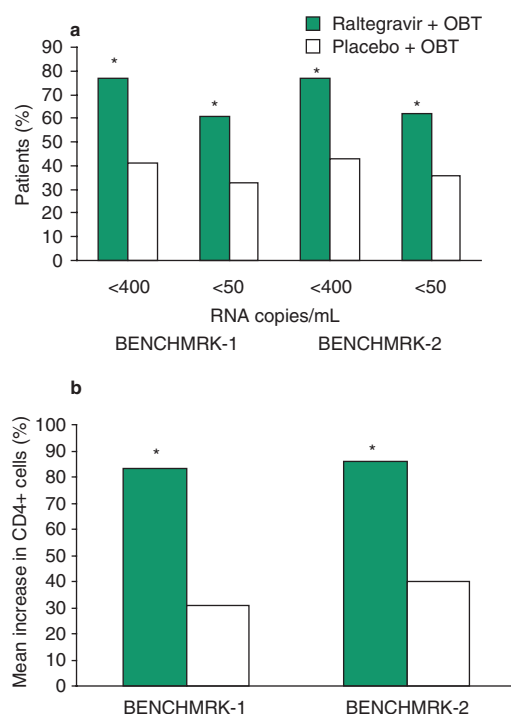 Raltegravir + OBT
Placebo + OBT
a
Patients (%)
90
80
70
60
50
40
30
20
10
0
*
*
*
*
<400 <50 <400 <50
RNA copies/mL
BENCHMRK-1 BENCHMRK-2
b
Mean increase in CD4+ cells (%)
100
90
80
70
60
50
40
30
20
10
0
* *
BENCHMRK-1 BENCHMRK-2